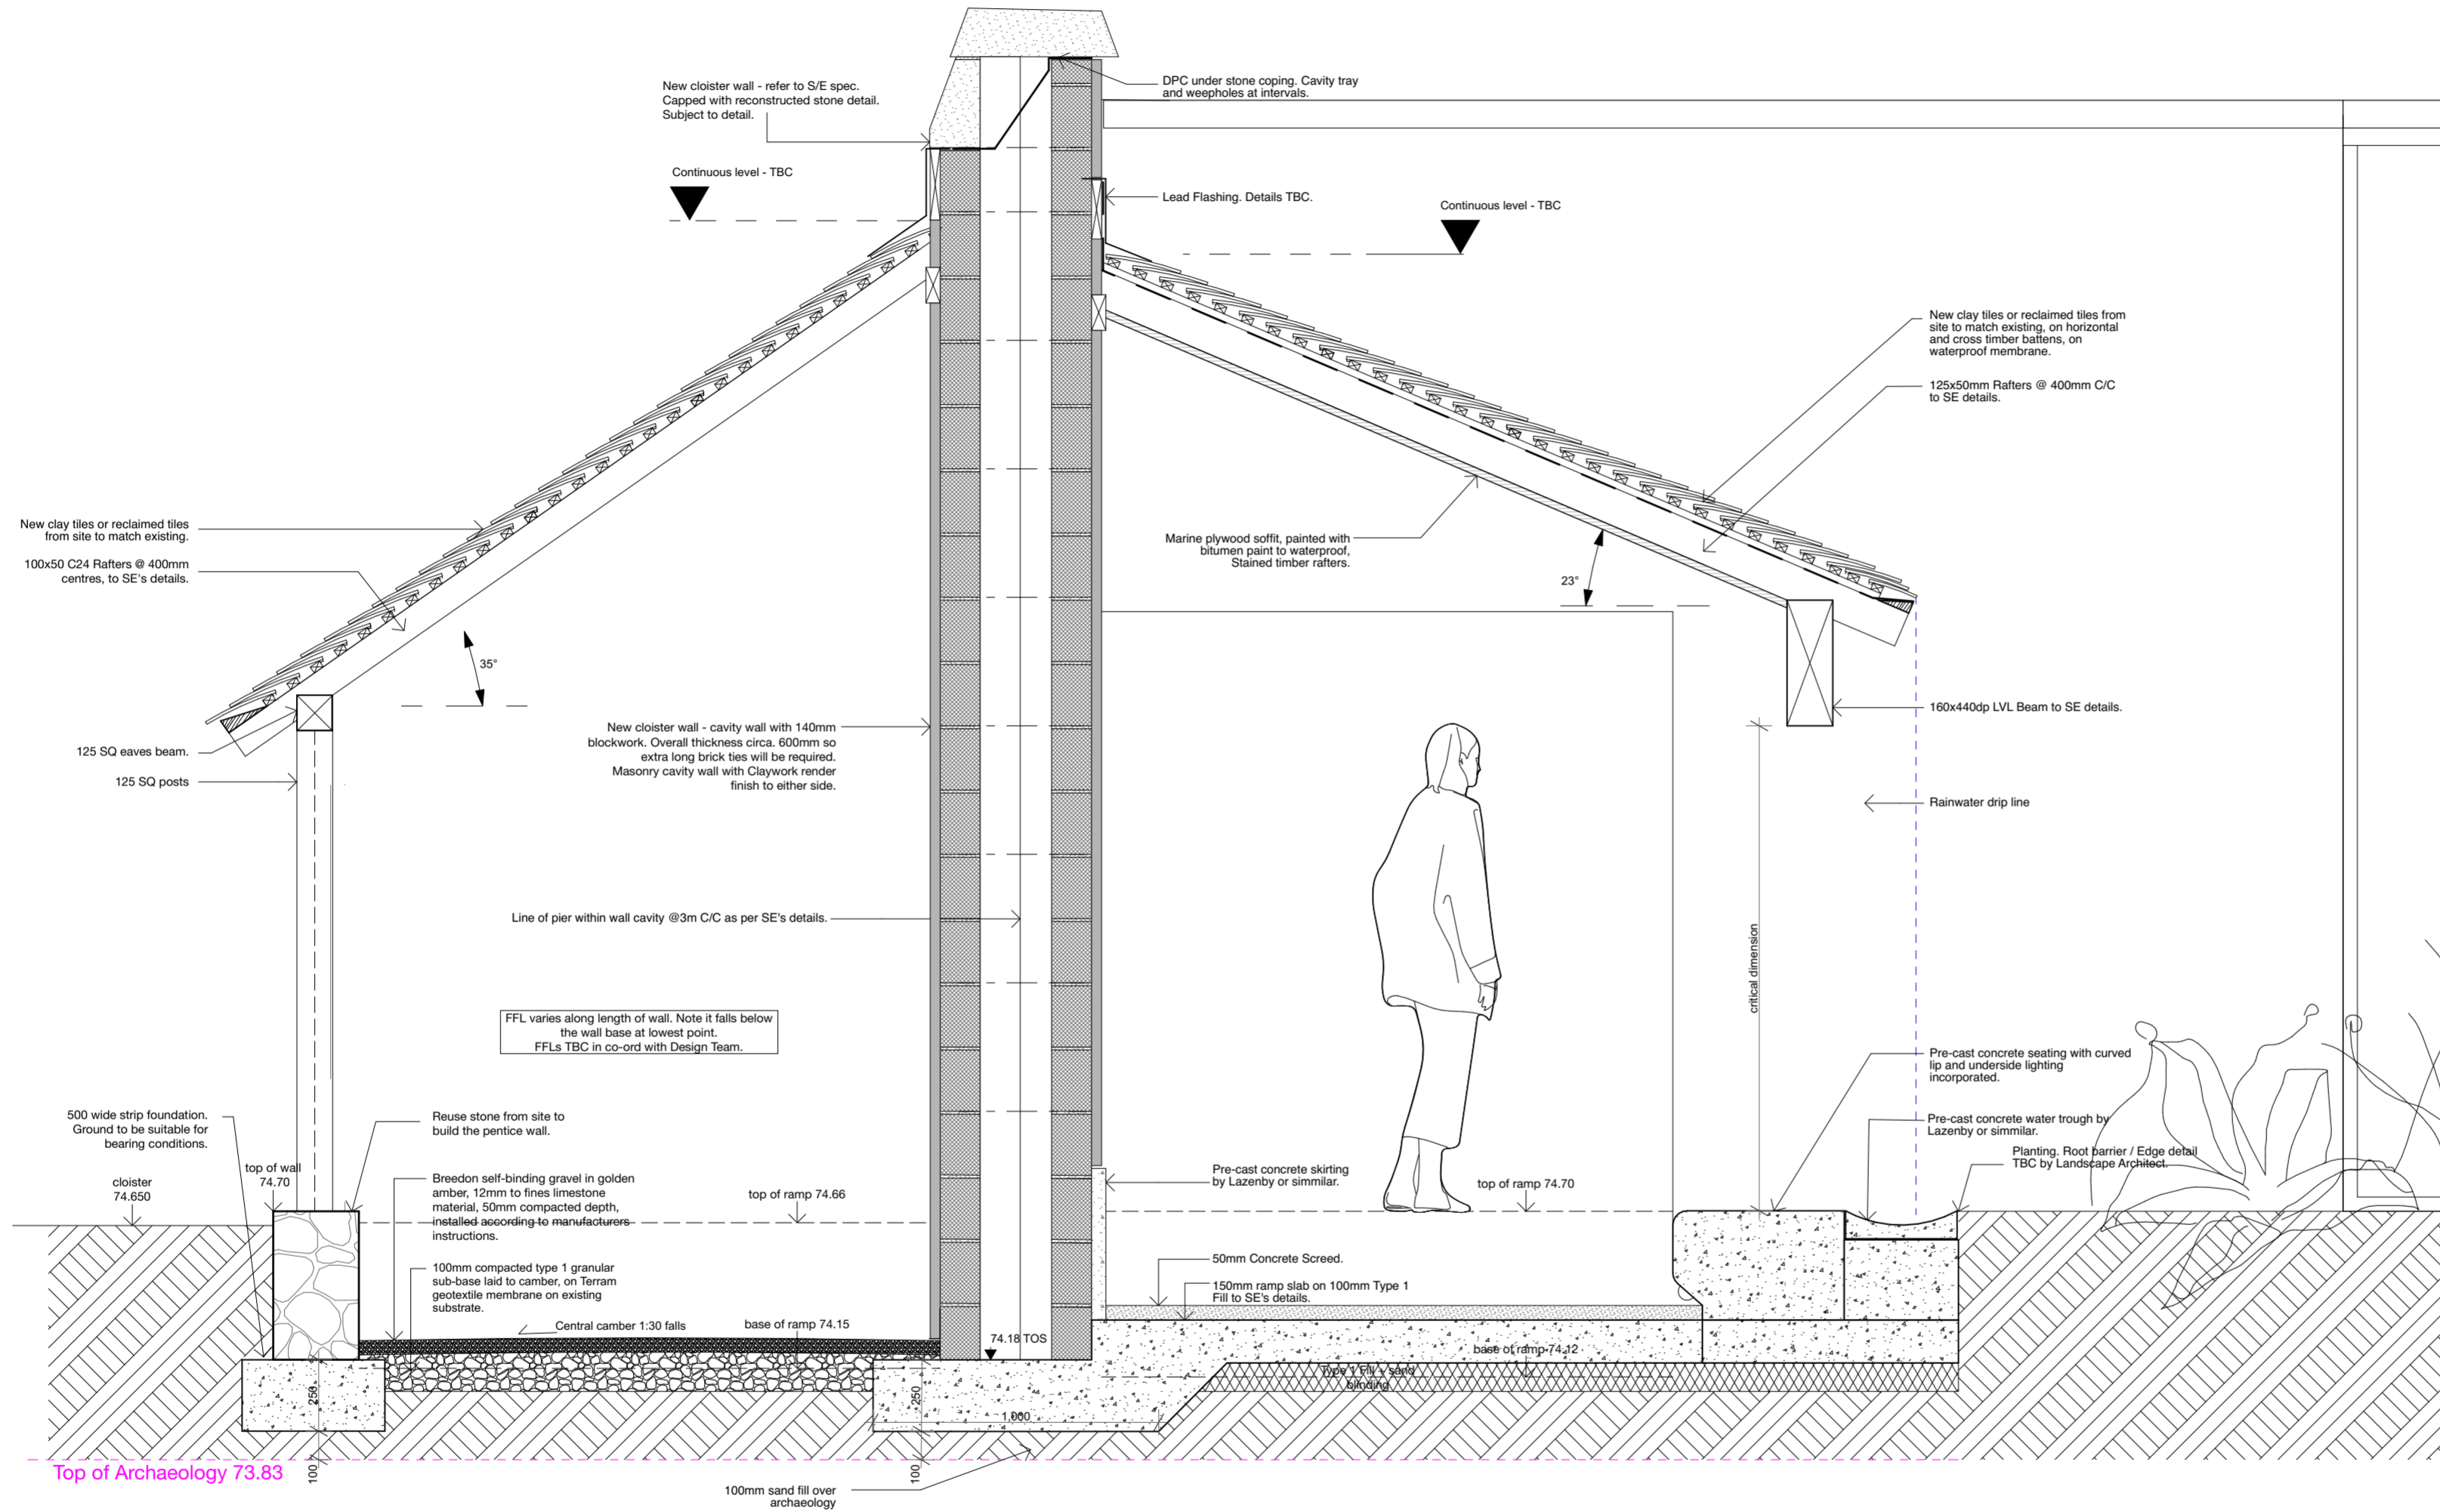 New cloister wall - refer to S/E spec.
Capped with reconstructed stone detail.
Subject to detail.
DPC under stone coping. Cavity tray
and weepholes at intervals.
Continuous level - TBC
Lead Flashing. Details TBC.
Continuous level - TBC
New clay tiles or reclaimed tiles from
site to match existing, on horizontal
and cross timber battens, on
waterproof membrane.
125x50mm Rafters @ 400mm C/C
to SE details.
New clay tiles or reclaimed tiles
from site to match existing.
100x50 C24 Rafters @ 400mm
centres, to SE's details.
Marine plywood soffit, painted with
bitumen paint to waterproof,
Stained timber rafters.
23°
35°
125 SQ eaves beam.
125 SQ posts
New cloister wall - cavity wall with 140mm
blockwork. Overall thickness circa. 600mm so
extra long brick ties will be required.
Masonry cavity wall with Claywork render
finish to either side.
160x440dp LVL Beam to SE details.
Rainwater drip line
Line of pier within wall cavity @3m C/C as per SE's details.
critical dimension
FFL varies along length of wall. Note it falls below
the wall base at lowest point.
FFLs TBC in co-ord with Design Team.
Pre-cast concrete seating with curved
lip and underside lighting
incorporated.
500 wide strip foundation.
Ground to be suitable for
bearing conditions.
Reuse stone from site to
build the pentice wall.
Pre-cast concrete water trough by
Lazenby or simmilar.
Planting. Root barrier / Edge detail
TBC by Landscape Architect.
top of wall
74.70
cloister
74.650
Breedon self-binding gravel in golden
amber, 12mm to fines limestone
material, 50mm compacted depth,
installed according to manufacturers
instructions.
top of ramp 74.66
Pre-cast concrete skirting
by Lazenby or simmilar.
top of ramp 74.70
100mm compacted type 1 granular
sub-base laid to camber, on Terram
geotextile membrane on existing
substrate.
50mm Concrete Screed.
150mm ramp slab on 100mm Type 1
Fill to SE's details.
Central camber 1:30 falls
base of ramp 74.15
74.18 TOS
base of ramp 74.12
Type 1 Fill + sand
blinding
250
250
1,000
Top of Archaeology 73.83
100
100
100mm sand fill over
archaeology